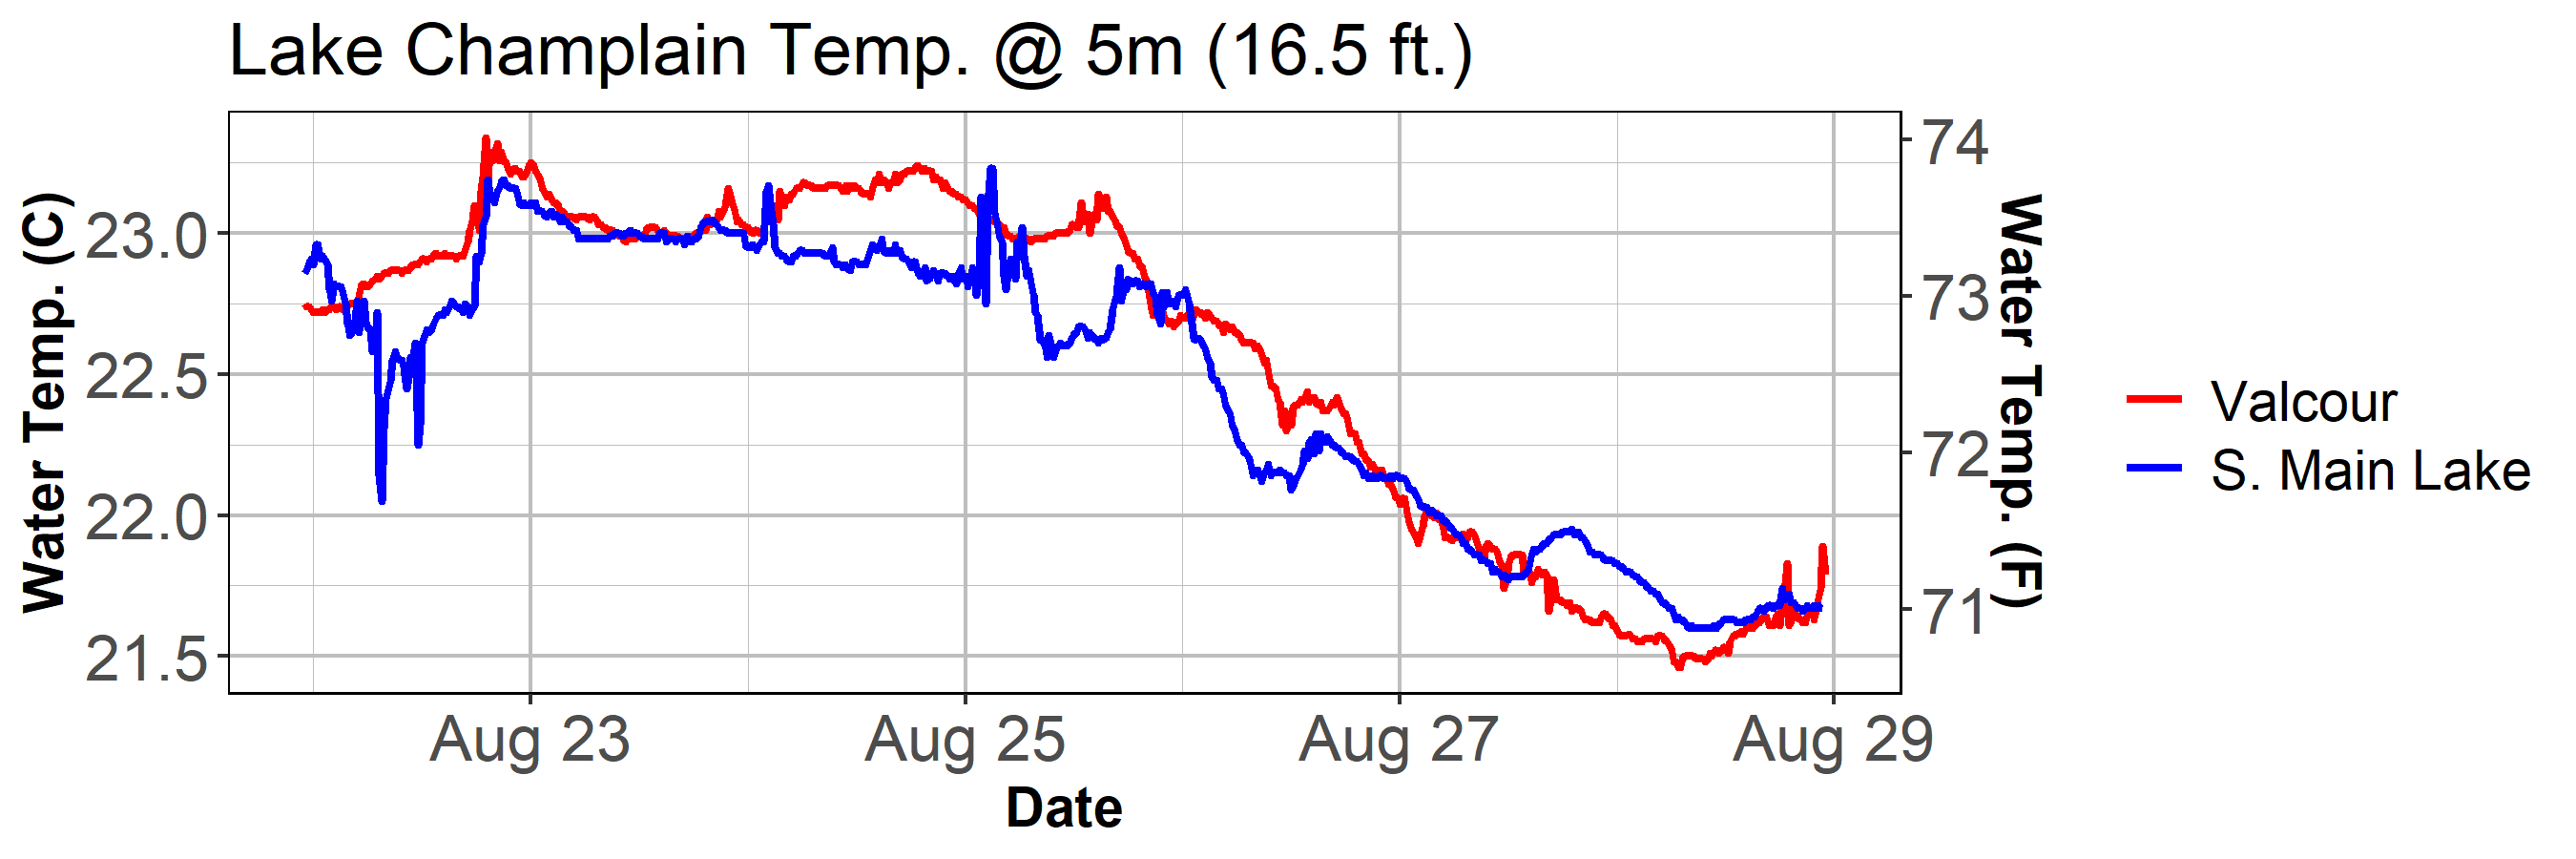 Lake Champlain Temp. @ 5m (16.5 ft.)
Water Temp. (C)
23.0
22.5
22.0
21.5
74
73
72
71
Water Temp. (F)
Aug 23 Aug 25 Aug 27 Aug 29
Date
Valcour
S. Main Lake